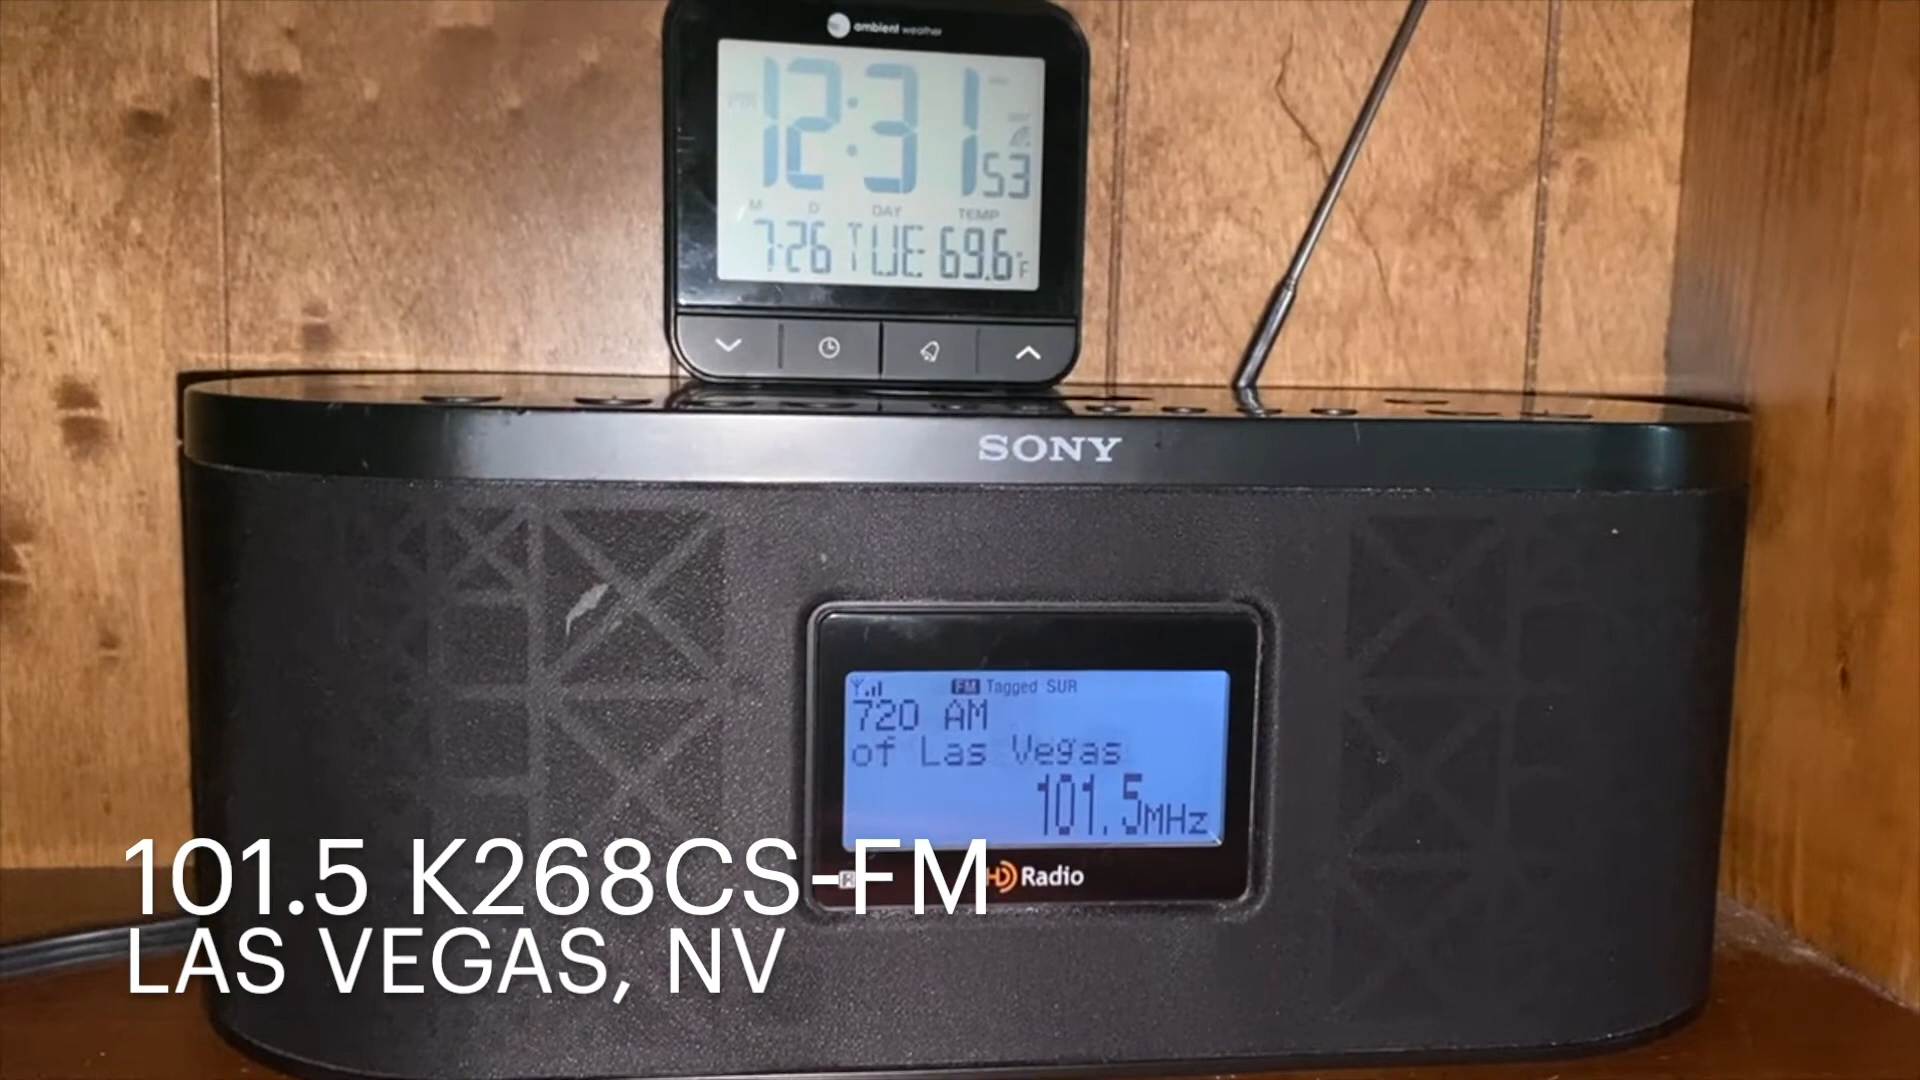 ambient weather
PM 12:31 53
M D DAY TEMP
7-26 TUE 69.6°F
SONY
FM Tagged SUR
720 AM
of Las Vegas
101.5MHz
HD Radio
101.5 K268CS-FM
LAS VEGAS, NV